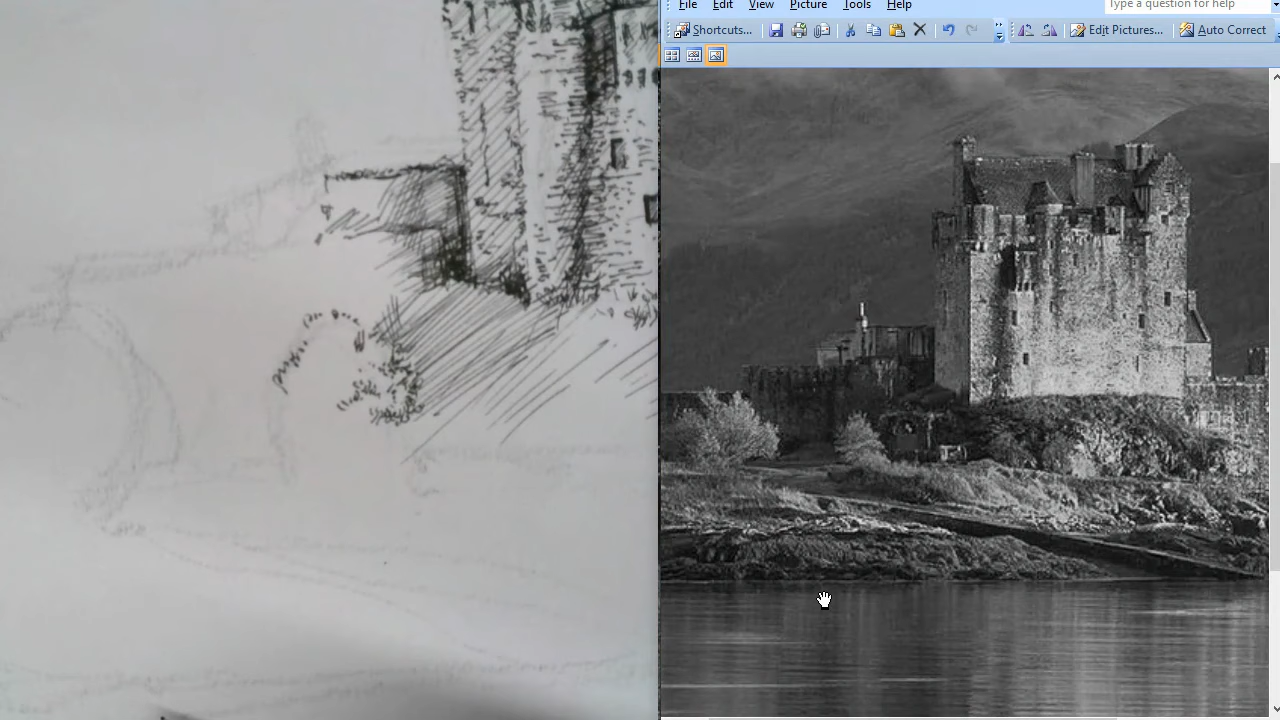 File Edit View Picture Tools Help Type a question for help
Shortcuts... Edit Pictures... Auto Correct